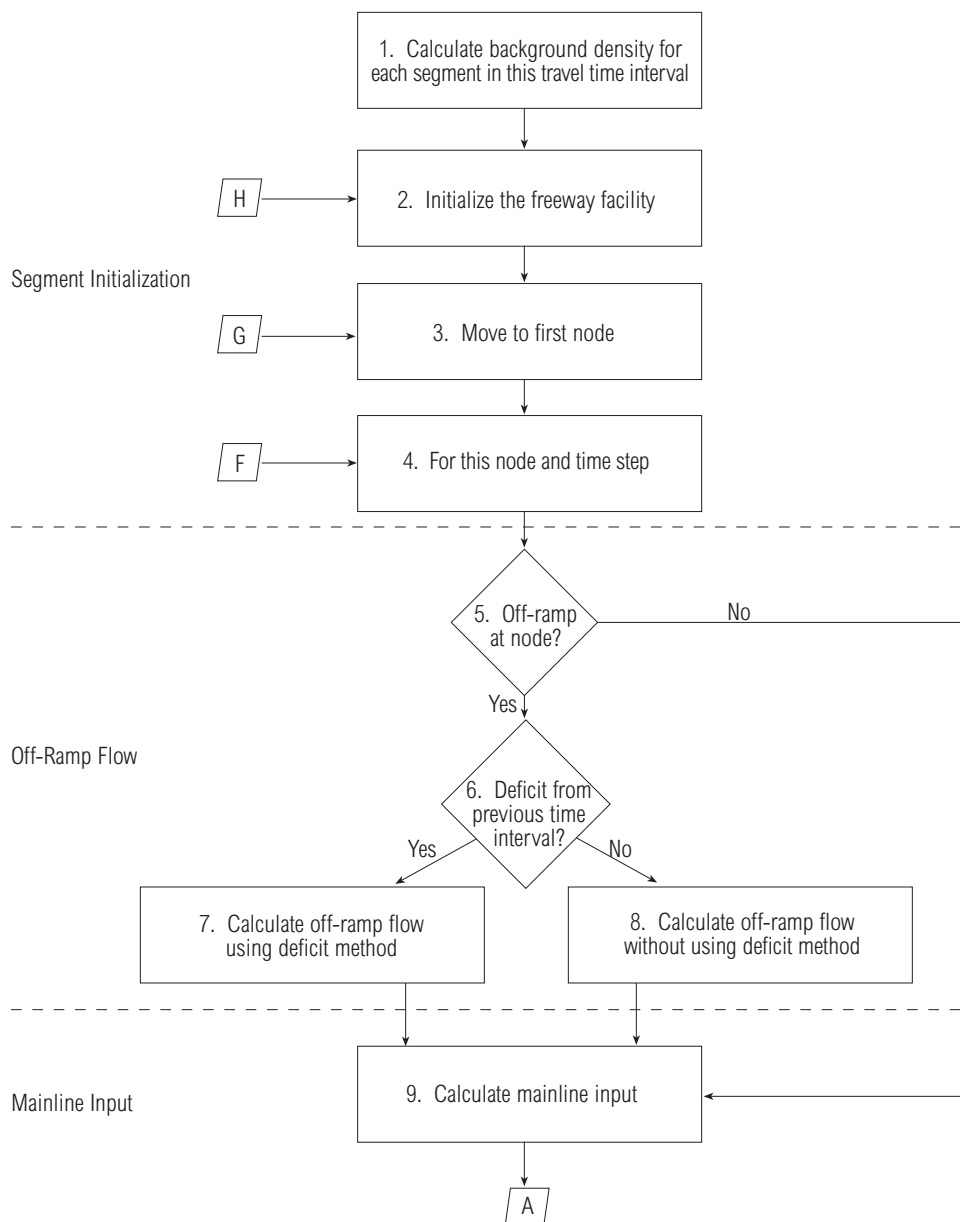 1. Calculate background density for
each segment in this travel time interval
H
2. Initialize the freeway facility
Segment Initialization
G
3. Move to first node
F
4. For this node and time step
5. Off-ramp
at node?
No
Yes
Off-Ramp Flow
6. Deficit from
previous time
interval?
Yes
No
7. Calculate off-ramp flow
using deficit method
8. Calculate off-ramp flow
without using deficit method
Mainline Input
9. Calculate mainline input
A